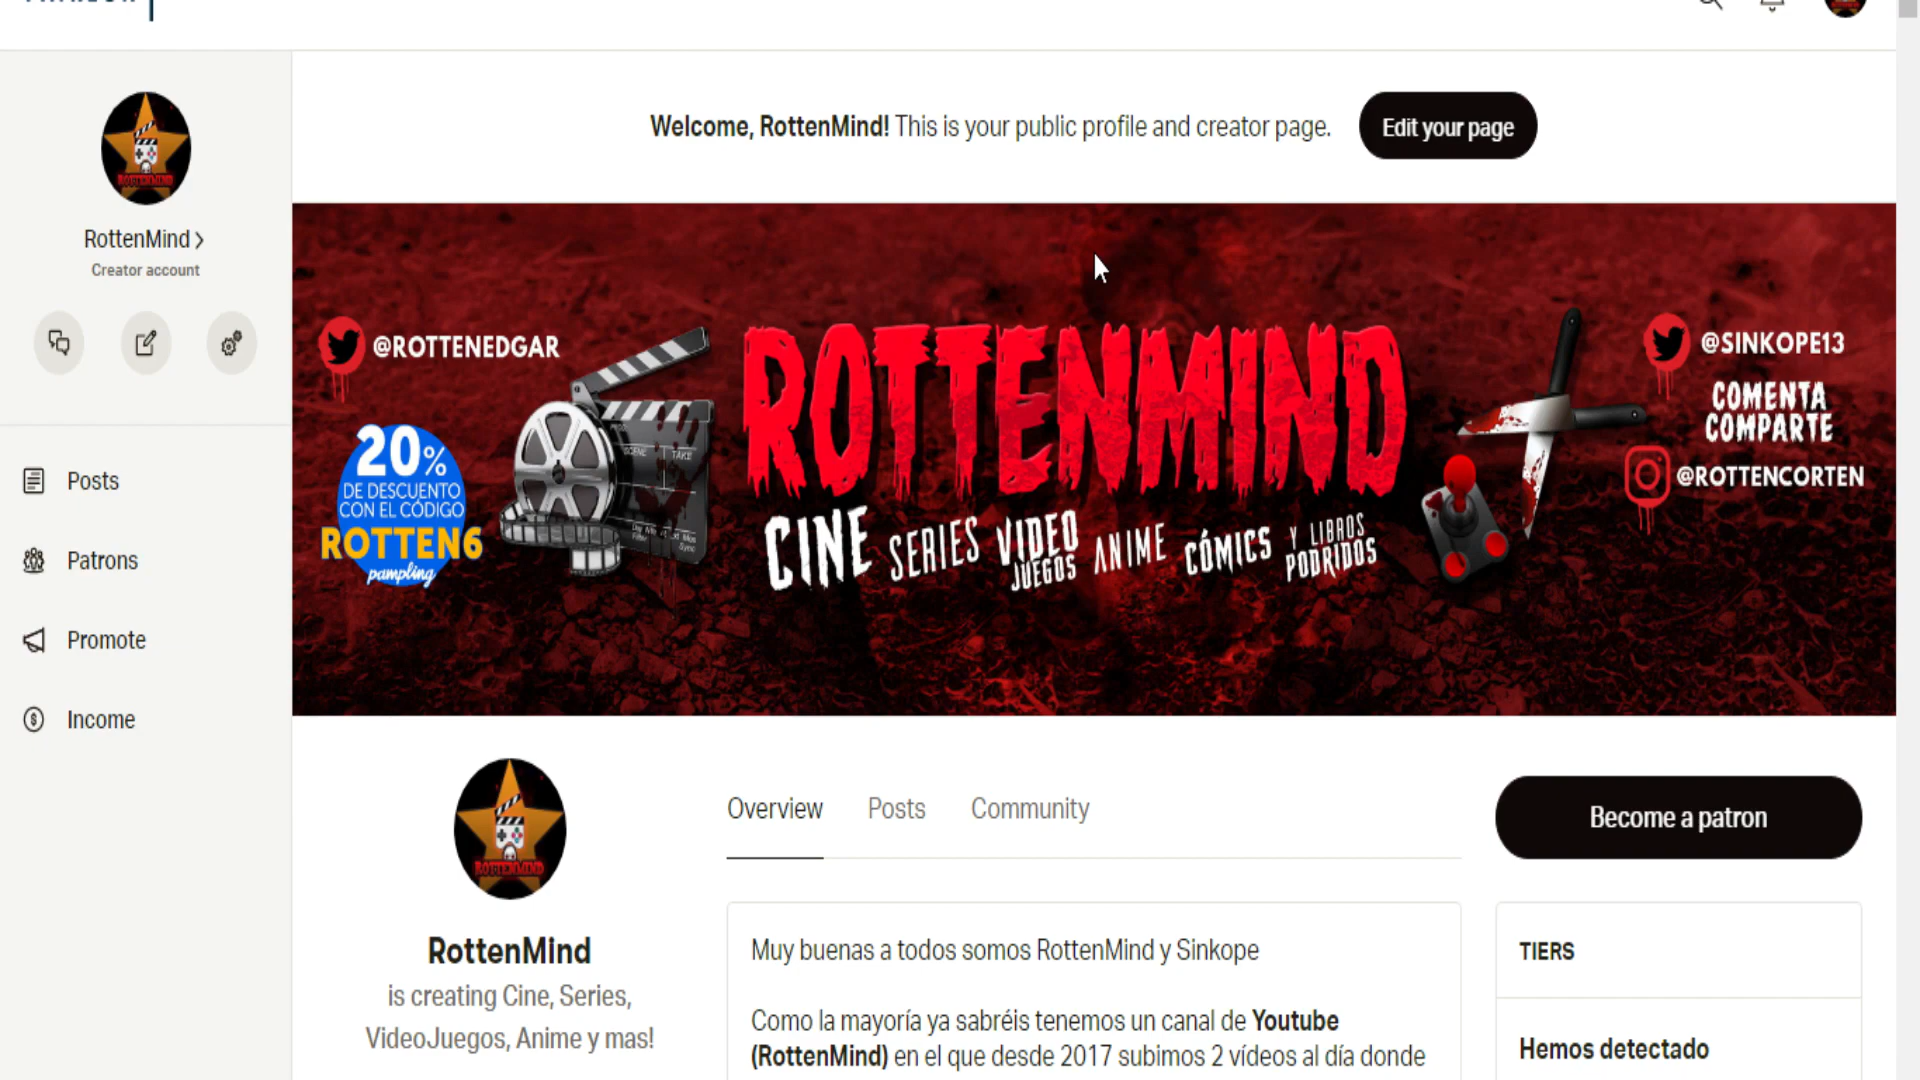 Welcome, RottenMind! This is your public profile and creator page.
Edit your page
RottenMind
Creator account
Posts
Patrons
Promote
Income
@ROTTENEDGAR
20%
DE DESCUENTO
CON EL CÓDIGO
ROTTEN6
pampling
SCENE
TAKE
ROTTENMIND
CINE SERIES VIDEO JUEGOS ANIME CÓMICS Y LIBROS PODRIDOS
@SINKOPE13
COMENTA
COMPARTE
@ROTTENCORTEN
ROTTENMIND
RottenMind
is creating Cine, Series,
VideoJuegos, Anime y mas!
Overview
Posts
Community
Become a patron
Muy buenas a todos somos RottenMind y Sinkope
Como la mayoría ya sabréis tenemos un canal de Youtube
(RottenMind) en el que desde 2017 subimos 2 vídeos al día donde
TIERS
Hemos detectado